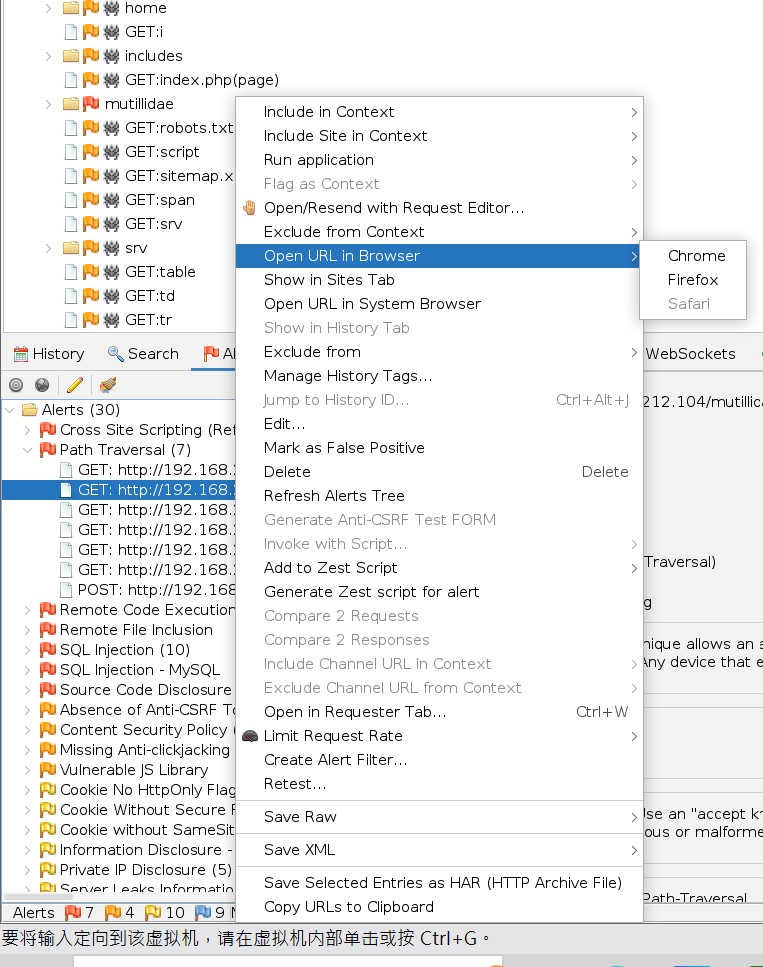 home
GET:i
includes
GET:index.php(page)
mutillidae
GET:robots.txt
GET:script
GET:sitemap.x
GET:span
GET:srv
srv
GET:table
GET:td
GET:tr
Include in Context
Include Site in Context
Run application
Flag as Context
Open/Resend with Request Editor...
Exclude from Context
Open URL in Browser
Chrome
Firefox
Safari
Show in Sites Tab
Open URL in System Browser
Show in History Tab
Exclude from
Manage History Tags...
Jump to History ID... Ctrl+Alt+J
Edit...
Mark as False Positive
Delete Delete
Refresh Alerts Tree
Generate Anti-CSRF Test FORM
Invoke with Script...
Add to Zest Script
Generate Zest script for alert
Compare 2 Requests
Compare 2 Responses
Include Channel URL in Context
Exclude Channel URL from Context
Open in Requester Tab... Ctrl+W
Limit Request Rate
Create Alert Filter...
Retest...
Save Raw
Save XML
Save Selected Entries as HAR (HTTP Archive File)
Copy URLs to Clipboard
History Search Al WebSockets
Alerts (30)
Cross Site Scripting (Ref
Path Traversal (7)
GET: http://192.168.
GET: http://192.168.
GET: http://192.168.
GET: http://192.168.
GET: http://192.168.
GET: http://192.168.
POST: http://192.168
Remote Code Execution
Remote File Inclusion
SQL Injection (10)
SQL Injection - MySQL
Source Code Disclosure
Absence of Anti-CSRF To
Content Security Policy (
Missing Anti-clickjacking
Vulnerable JS Library
Cookie No HttpOnly Flag
Cookie Without Secure F
Cookie without SameSit
Information Disclosure -
Private IP Disclosure (5)
Server Leaks Information
212.104/mutillid
Traversal)
g
nique allows an a
Any device that e
Use an "accept k
ous or malforme
Path-Traversal
Alerts 7 4 10 9 M
要将输入定向到该虚拟机，请在虚拟机内部单击或按 Ctrl+G。